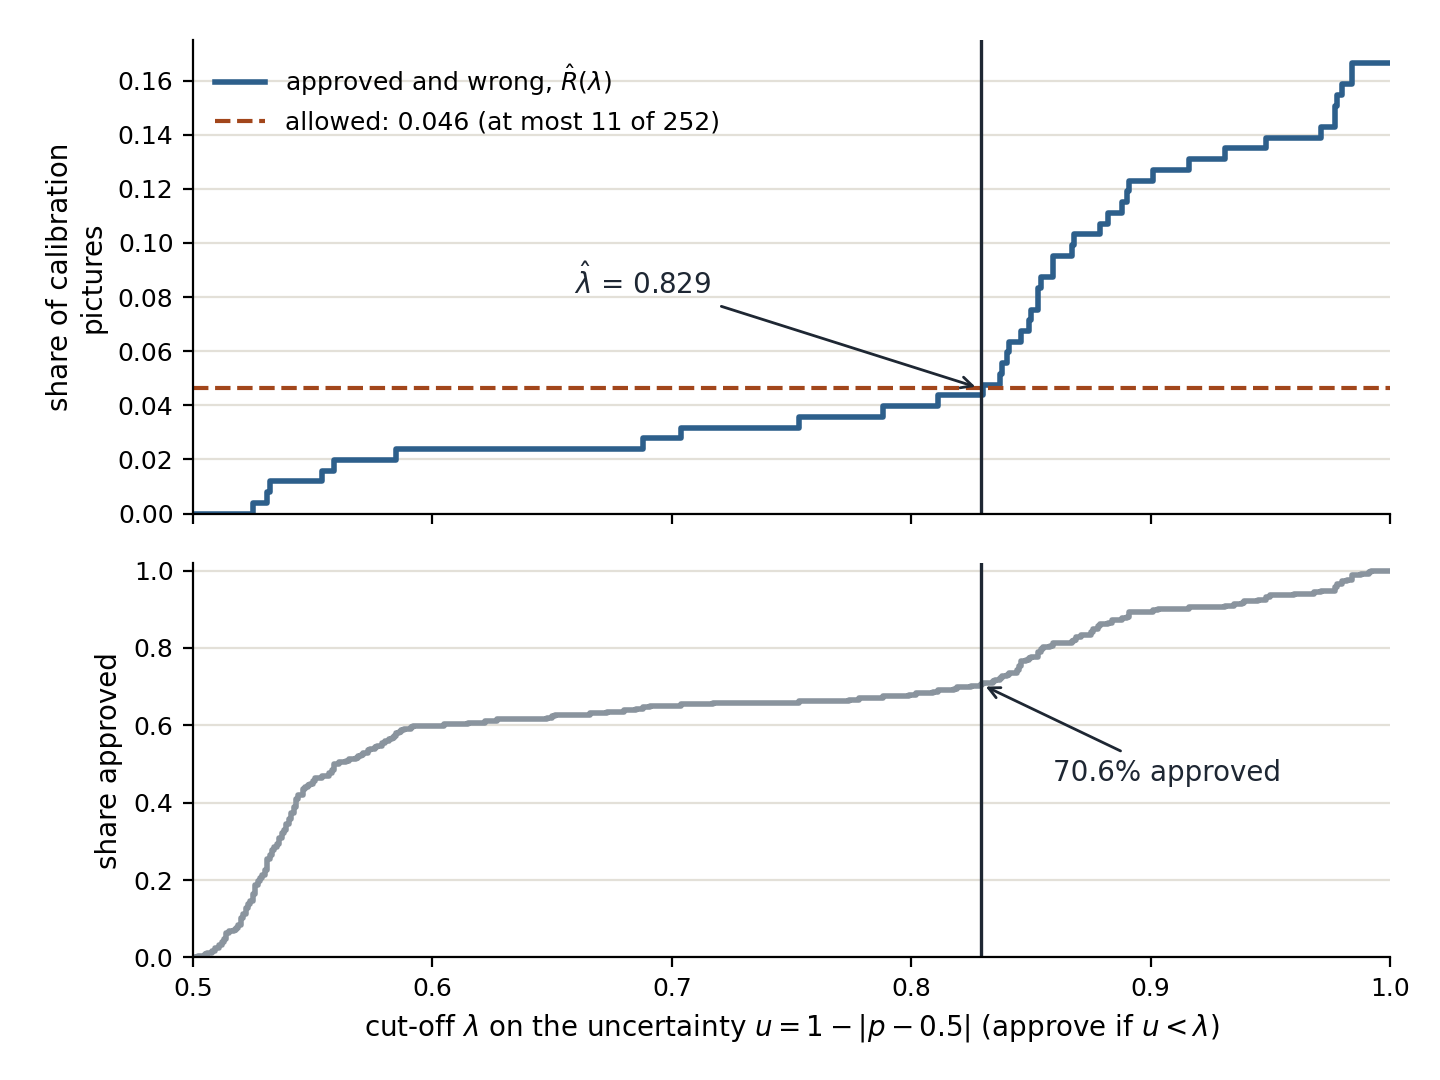 approved and wrong, R̂(λ)
allowed: 0.046 (at most 11 of 252)
share of calibration
pictures
0.16
0.14
0.12
0.10
0.08
0.06
0.04
0.02
0.00
λ̂ = 0.829
share approved
1.0
0.8
0.6
0.4
0.2
0.0
70.6% approved
0.5 0.6 0.7 0.8 0.9 1.0
cut-off λ on the uncertainty u = 1 − |p − 0.5| (approve if u < λ)